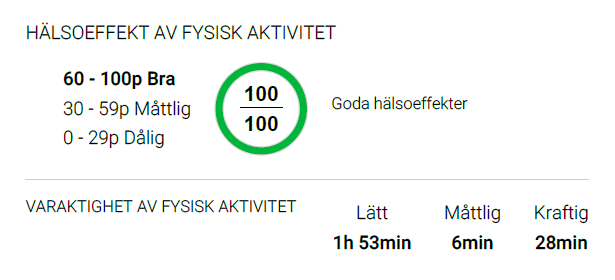 HÄLSOEFFEKT AV FYSISK AKTIVITET
60 - 100p Bra
30 - 59p Måttlig
0 - 29p Dålig
100
100
Goda hälsoeffekter
VARAKTIGHET AV FYSISK AKTIVITET
Lätt Måttlig Kraftig
1h 53min 6min 28min